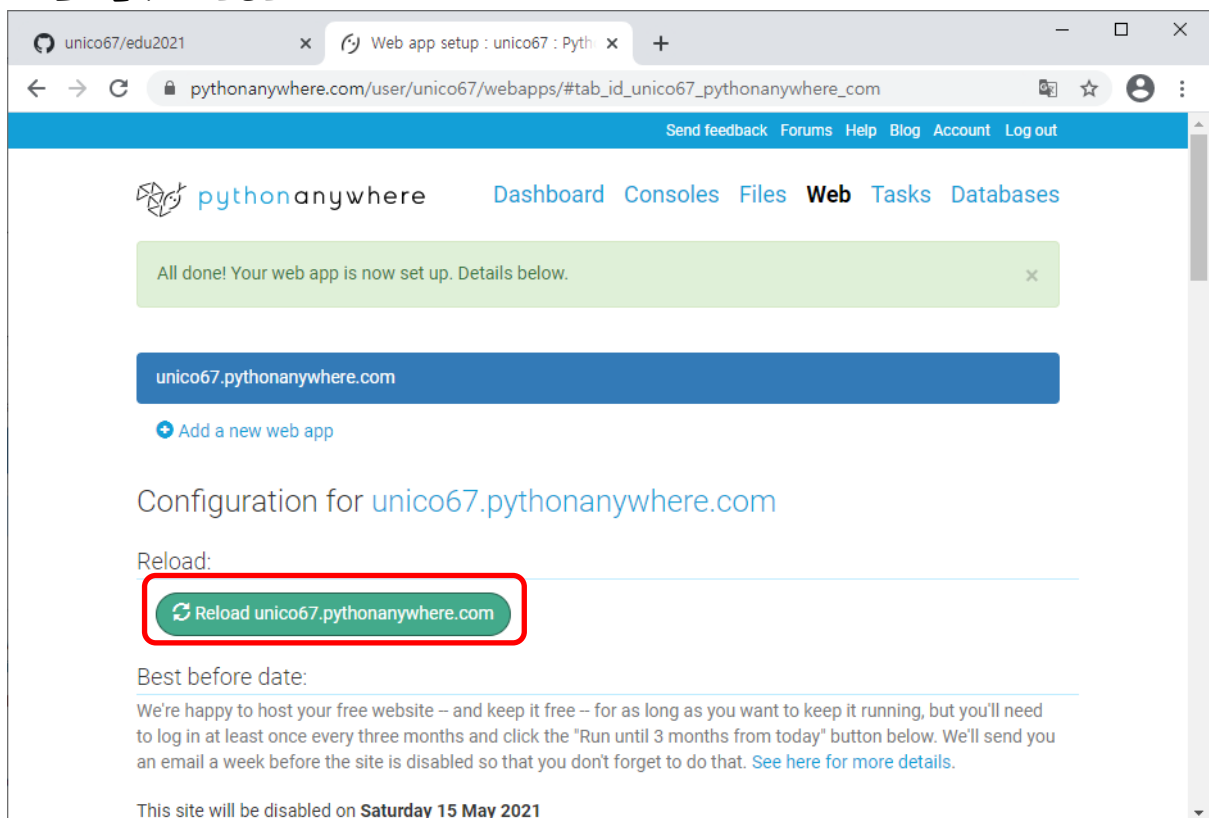 unico67/edu2021
Web app setup : unico67 : Pyth
pythonanywhere.com/user/unico67/webapps/#tab_id_unico67_pythonanywhere_com
Send feedback Forums Help Blog Account Log out
pythonanywhere Dashboard Consoles Files Web Tasks Databases
All done! Your web app is now set up. Details below.
unico67.pythonanywhere.com
Add a new web app
Configuration for unico67.pythonanywhere.com
Reload:
Reload unico67.pythonanywhere.com
Best before date:
We're happy to host your free website -- and keep it free -- for as long as you want to keep it running, but you'll need
to log in at least once every three months and click the "Run until 3 months from today" button below. We'll send you
an email a week before the site is disabled so that you don't forget to do that. See here for more details.
This site will be disabled on Saturday 15 May 2021